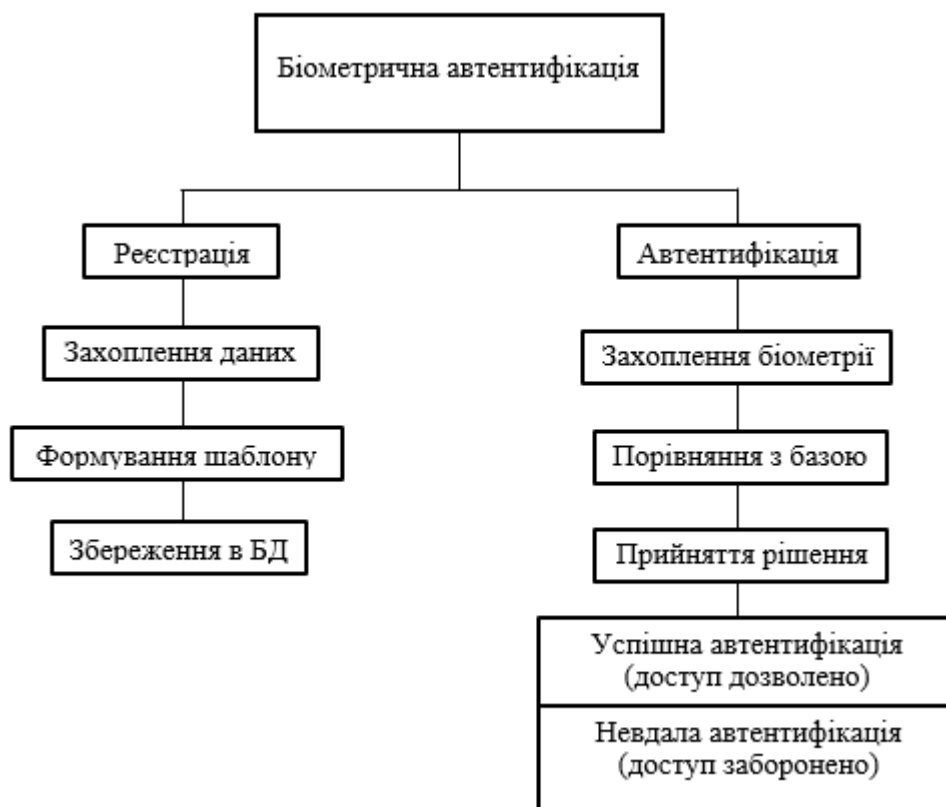 Біометрична автентифікація
Реєстрація
Захоплення даних
Формування шаблону
Збереження в БД
Автентифікація
Захоплення біометрії
Порівняння з базою
Прийняття рішення
Успішна автентифікація
(доступ дозволено)
Невдала автентифікація
(доступ заборонено)